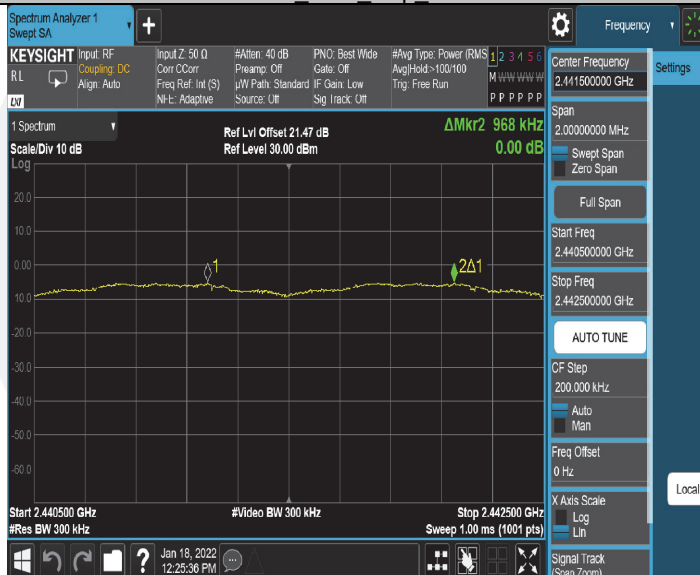 Spectrum Analyzer 1
Swept SA
Frequency
KEYSIGHT
RL
LXI
Input: RF
Coupling: DC
Align: Auto
Input Z: 50 Ω
Corr CCorr
Freq Ref: Int (S)
NFE: Adaptive
#Atten: 40 dB
Preamp: Off
µW Path: Standard
Source: Off
PNO: Best Wide
Gate: Off
IF Gain: Low
Sig Track: Off
#Avg Type: Power (RMS
Avg|Hold:>100/100
Trig: Free Run
1 2 3 4 5 6
M W W W W W
P P P P P P
1 Spectrum
Scale/Div 10 dB
Log
Ref Lvl Offset 21.47 dB
Ref Level 30.00 dBm
ΔMkr2 968 kHz
0.00 dB
20.0
10.0
0.00
-10.0
-20.0
-30.0
-40.0
-50.0
-60.0
1
2Δ1
Start 2.440500 GHz
#Res BW 300 kHz
#Video BW 300 kHz
Stop 2.442500 GHz
Sweep 1.00 ms (1001 pts)
Jan 18, 2022
12:25:36 PM
Center Frequency
2.441500000 GHz
Settings
Span
2.00000000 MHz
Swept Span
Zero Span
Full Span
Start Freq
2.440500000 GHz
Stop Freq
2.442500000 GHz
AUTO TUNE
CF Step
200.000 kHz
Auto
Man
Freq Offset
0 Hz
X Axis Scale
Log
Lin
Local
Signal Track
(Span Zoom)